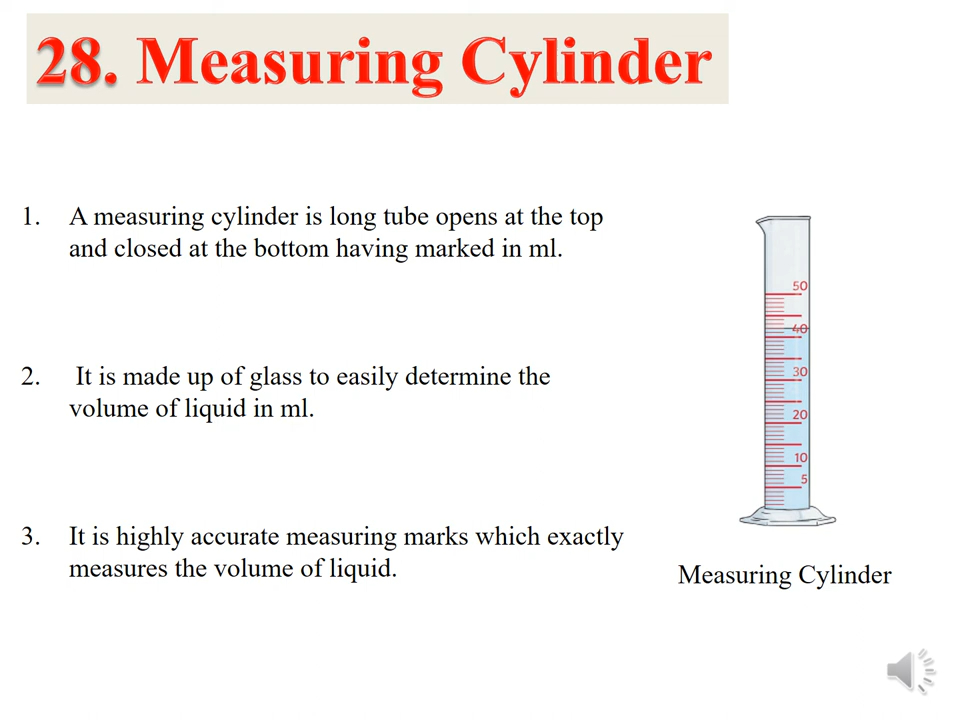 28. Measuring Cylinder
1. A measuring cylinder is long tube opens at the top
and closed at the bottom having marked in ml.
2. It is made up of glass to easily determine the
volume of liquid in ml.
3. It is highly accurate measuring marks which exactly
measures the volume of liquid.
50
40
30
20
10
5
Measuring Cylinder